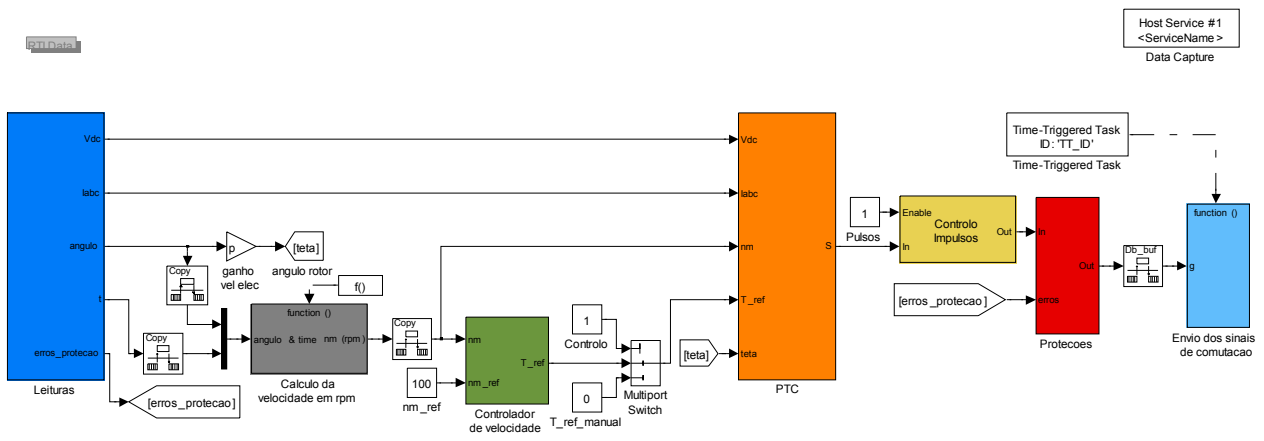 Host Service #1
<ServiceName>
Data Capture
RTI Data
Vdc
Iabc
angulo
t
erros_protecao
Leituras
p
ganho
vel elec
[teta]
angulo rotor
Copy
Copy
f()
function ()
angulo & time
nm (rpm)
Calculo da
velocidade em rpm
[erros_protecao]
Copy
100
nm_ref
nm
nm_ref
T_ref
Controlador
de velocidade
1
Controlo
0
T_ref_manual
Multiport
Switch
[teta]
Vdc
Iabc
nm
T_ref
teta
S
PTC
1
Pulsos
Enable
In
Controlo
Impulsos
Out
[erros_protecao]
In
Out
erros
Protecoes
Time-Triggered Task
ID: 'TT_ID'
Time-Triggered Task
Db_buf
function ()
g
Envio dos sinais
de comutacao